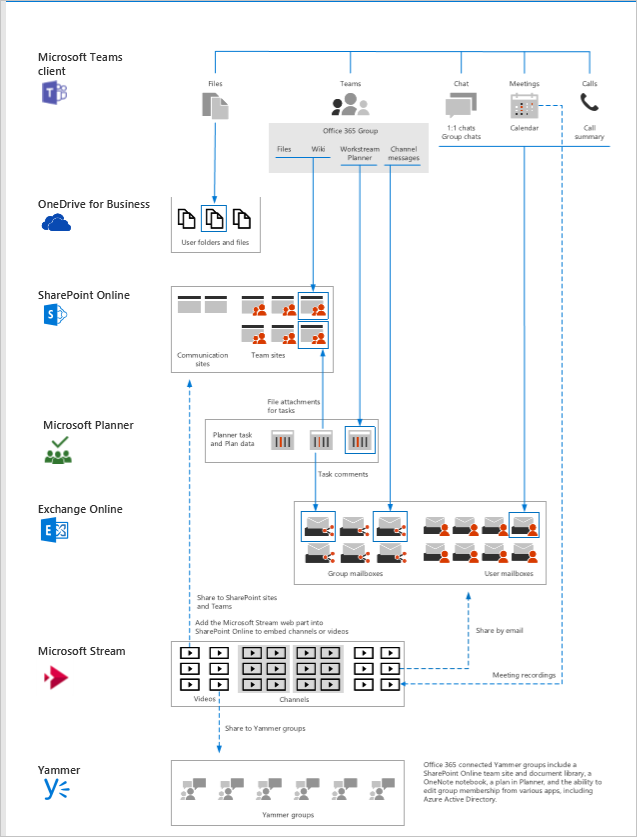 Microsoft Teams
client
Files
Teams
Chat
Meetings
Calls
Office 365 Group
Files
Wiki
Workstream
Planner
Channel
messages
1:1 chats
Group chats
Calendar
Call
summary
OneDrive for Business
User folders and files
SharePoint Online
S
Communication
sites
Team sites
File attachments
for tasks
Microsoft Planner
Planner task
and Plan data
Task comments
Exchange Online
E
Group mailboxes
User mailboxes
Share to SharePoint sites
and Teams
Add the Microsoft Stream web part into
SharePoint Online to embed channels or videos
Share by email
Microsoft Stream
Meeting recordings
Videos
Channels
Share to Yammer groups
Yammer
Yammer groups
Office 365 connected Yammer groups include a
SharePoint Online team site and document library, a
OneNote notebook, a plan in Planner, and the ability to
edit group membership from various apps, including
Azure Active Directory.